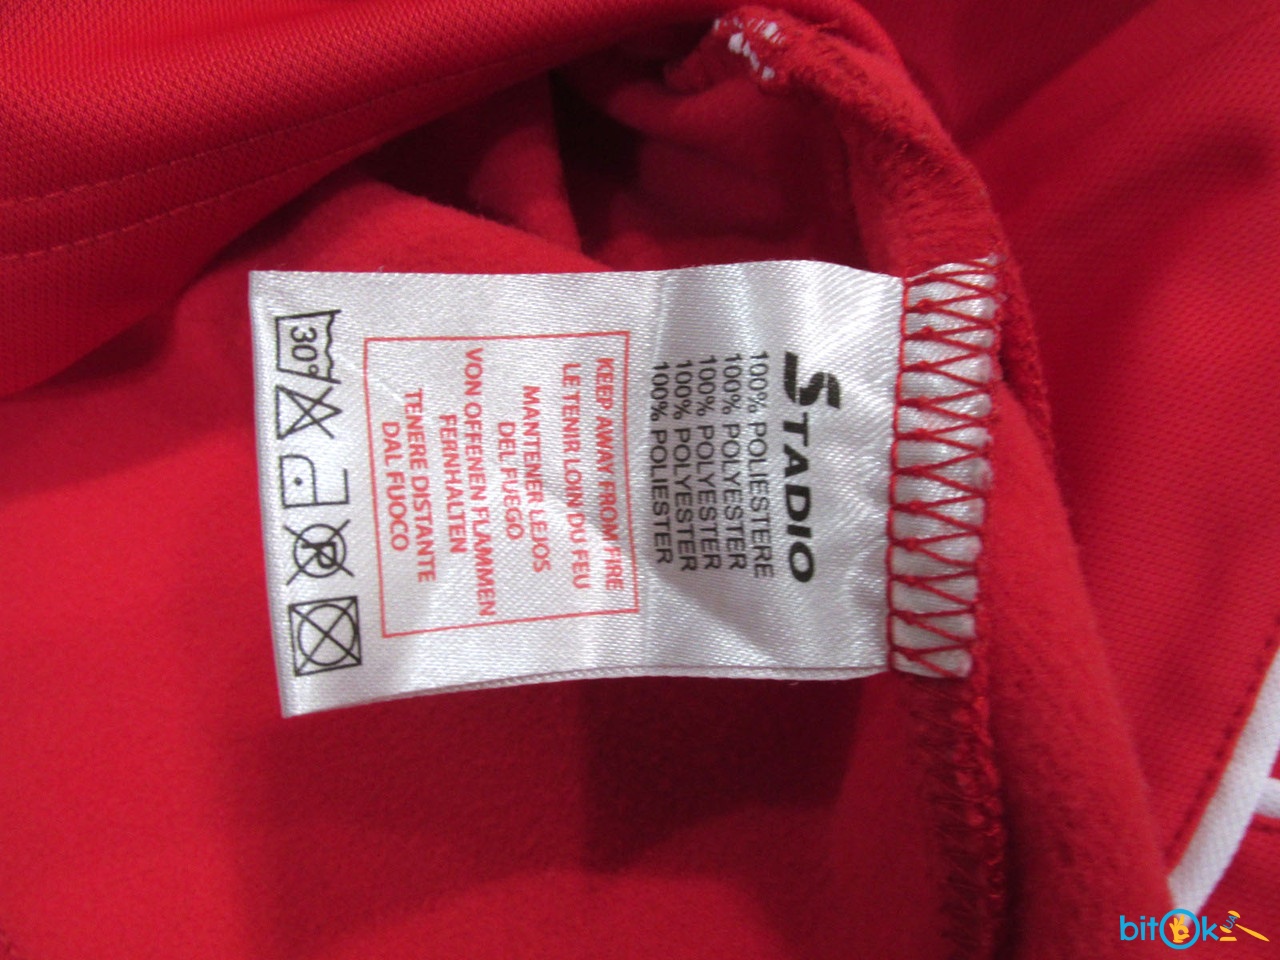 STADIO
100% POLIESTERE
100% POLYESTER
100% POLYESTER
100% POLYESTER
100% POLIESTER
KEEP AWAY FROM FIRE
LE TENIR LOIN DU FEU
MANTENER LEJOS
DEL FUEGO
VON OFFENEN FLAMMEN
FERNHALTEN
TENERE DISTANTE
DAL FUOCO
30°
P
bitOk
UA